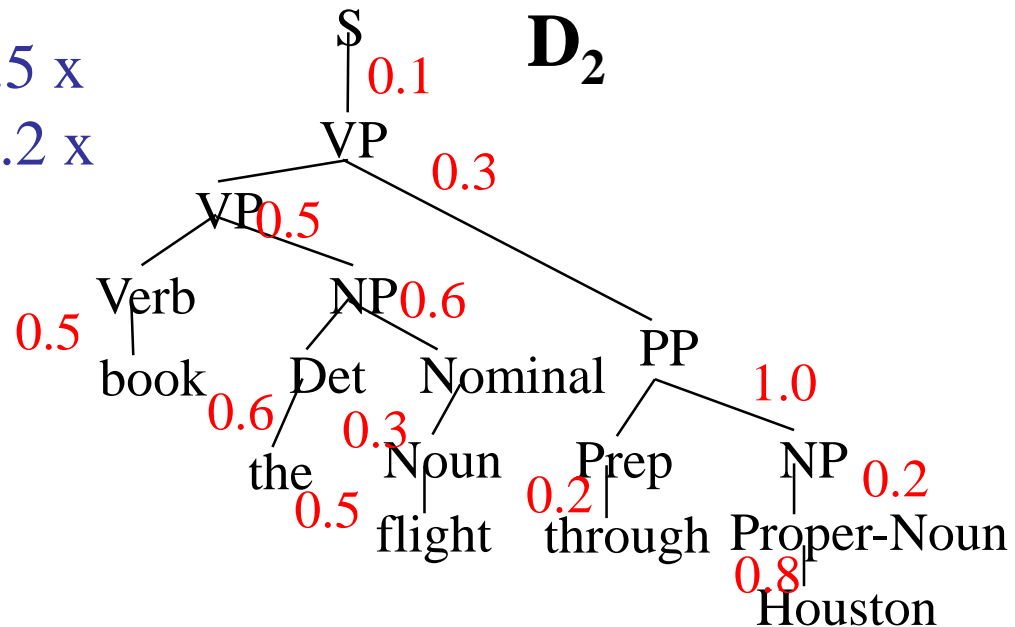 S D₂
.5 x 0.1
VP
.2 x 0.3
VP 0.5
Verb NP 0.6
0.5 PP
book Det Nominal 1.0
0.6 0.3
the Noun Prep NP 0.2
0.5 0.2
flight through Proper-Noun
0.8
Houston